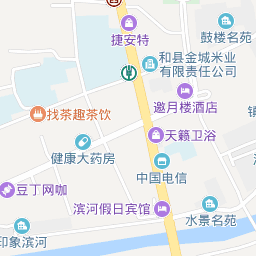 鼓楼名苑
捷安特
和县金城米业
有限责任公司
邀月楼酒店
找茶趣茶饮
镇
天籁卫浴
健康大药房
中国电信
豆丁网咖
滨河假日宾馆
水景名苑
印象滨河